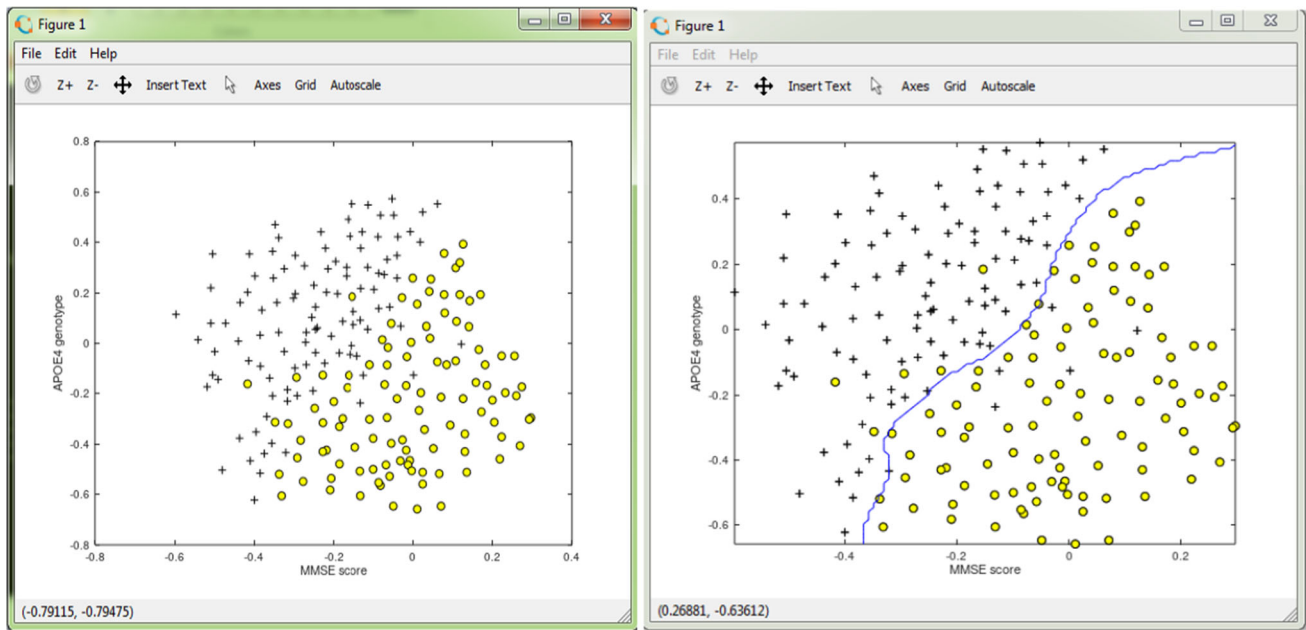 Figure 1
File Edit Help
Z+ Z- Insert Text Axes Grid Autoscale
0.8
0.6
0.4
0.2
0
-0.2
-0.4
-0.6
-0.8
APOE4 genotype
-0.8 -0.6 -0.4 -0.2 0 0.2 0.4
MMSE score
(-0.79115, -0.79475)
Figure 1
File Edit Help
Z+ Z- Insert Text Axes Grid Autoscale
0.4
0.2
0
-0.2
-0.4
-0.6
APOE4 genotype
-0.4 -0.2 0 0.2
MMSE score
(0.26881, -0.63612)